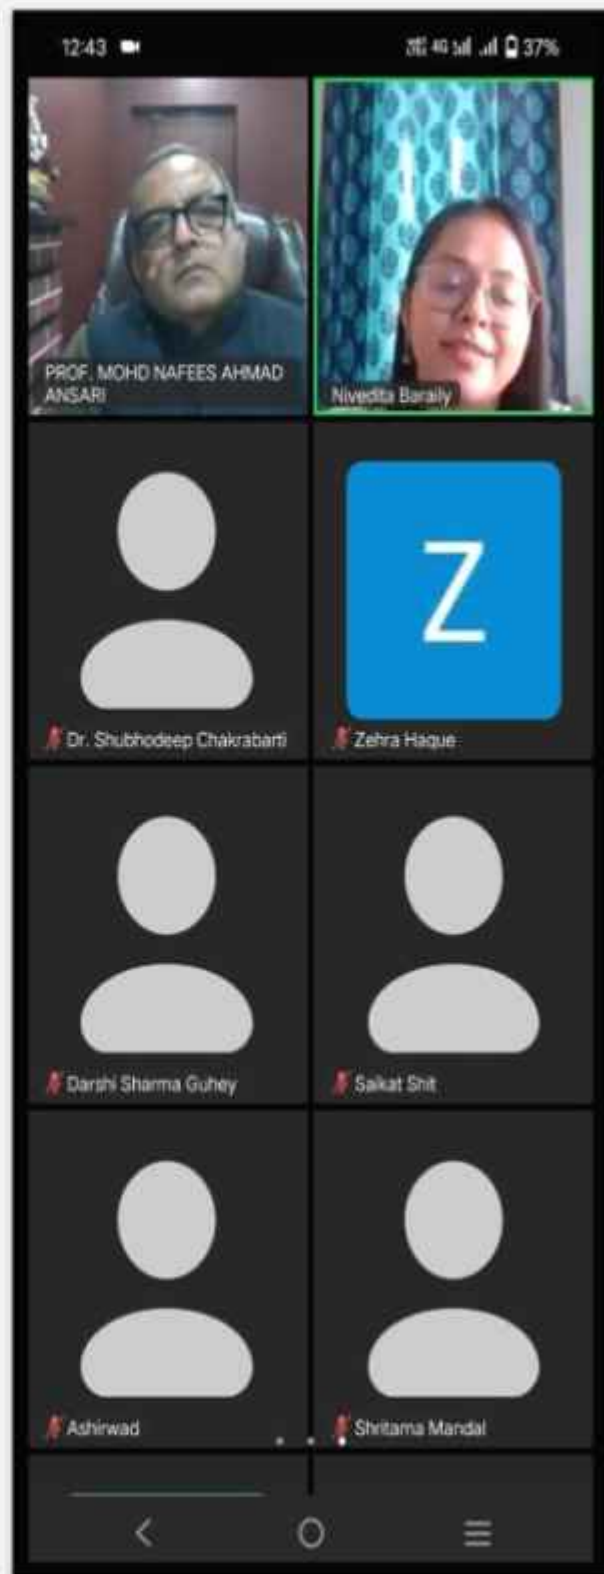 12:43
4G 37%
PROF. MOHD NAFEES AHMAD
ANSARI
Nivedita Baraily
Dr. Shubhodeep Chakrabarti
Z
Zehra Haque
Darshi Sharma Guhey
Saikat Shit
Ashirwad
Shritama Mandal